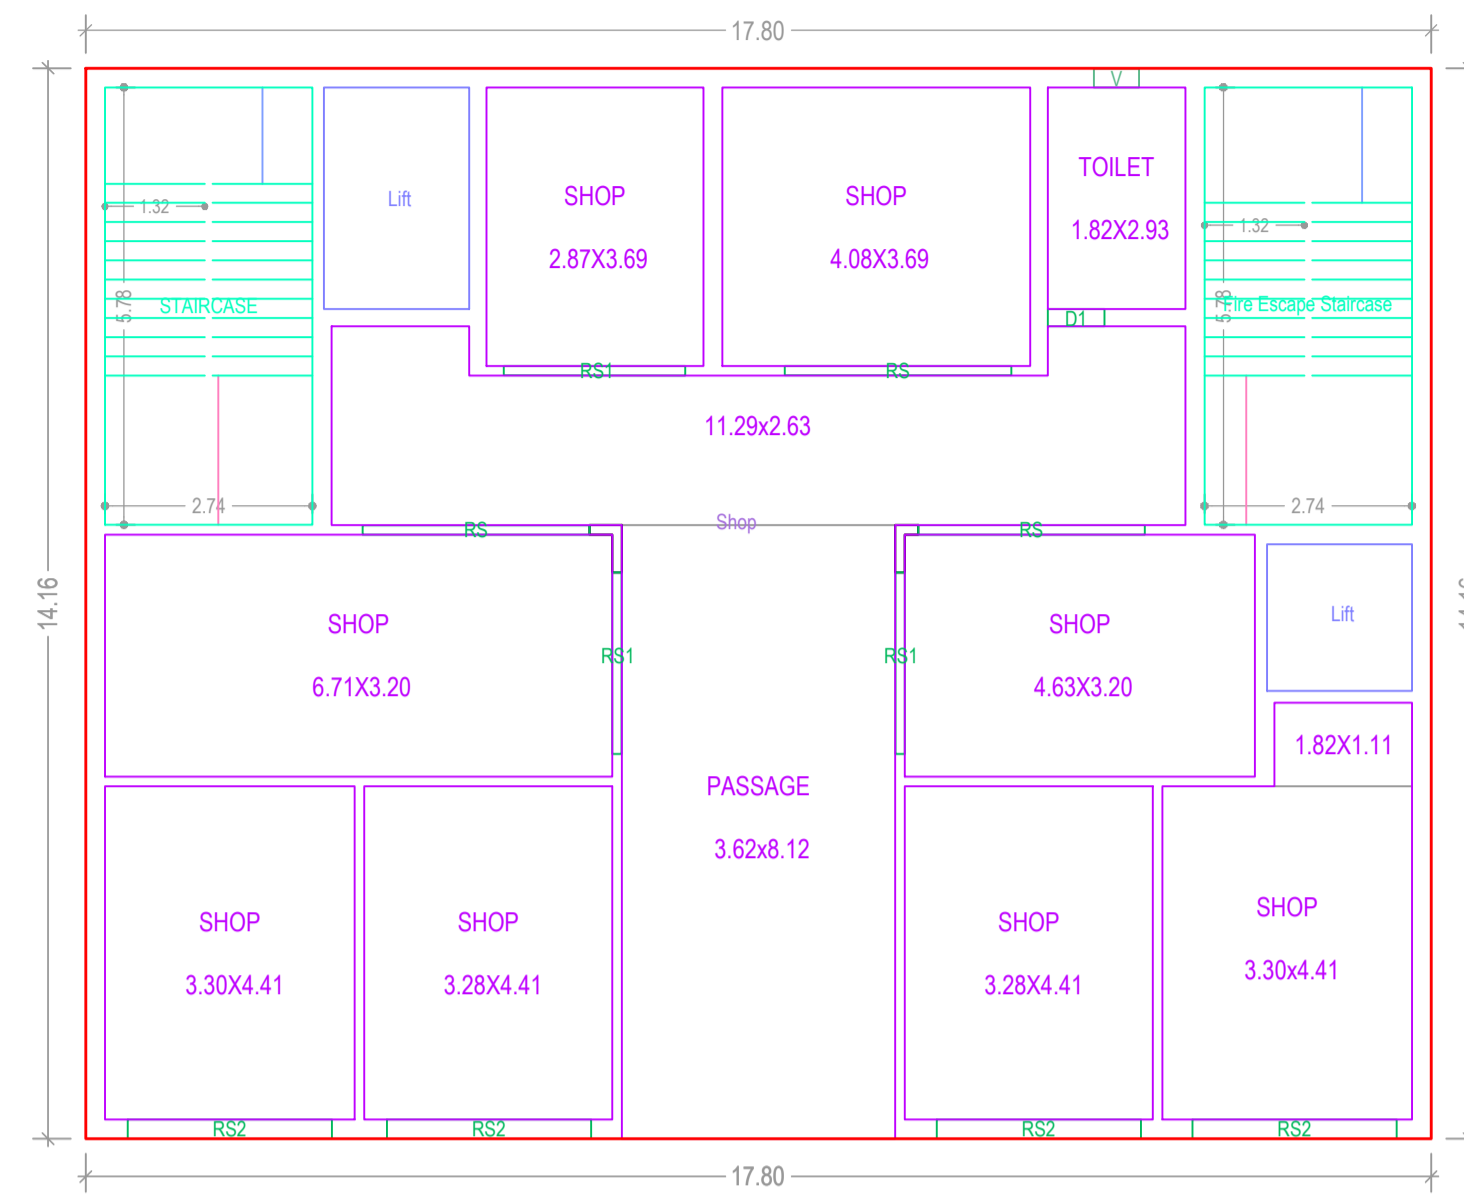 17.80
V
TOILET
1.82X2.93
SHOP
2.87X3.69
SHOP
4.08X3.69
Lift
1.32
1.32
5.78
STAIRCASE
5.78
Fire Escape Staircase
D1
RS1
RS
11.29x2.63
2.74
2.74
Shop
RS
RS
14.16
SHOP
6.71X3.20
RS1
RS1
SHOP
4.63X3.20
Lift
1.82X1.11
PASSAGE
3.62x8.12
SHOP
3.30X4.41
SHOP
3.28X4.41
SHOP
3.28X4.41
SHOP
3.30x4.41
RS2
RS2
RS2
RS2
17.80